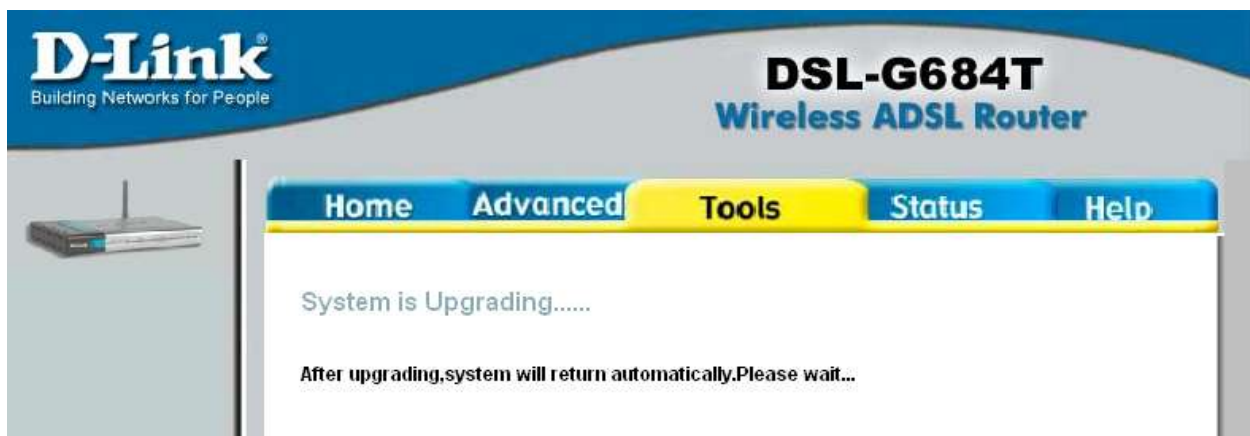 D-Link®
Building Networks for People
DSL-G684T
Wireless ADSL Router
Home Advanced Tools Status Help
System is Upgrading......
After upgrading,system will return automatically.Please wait...